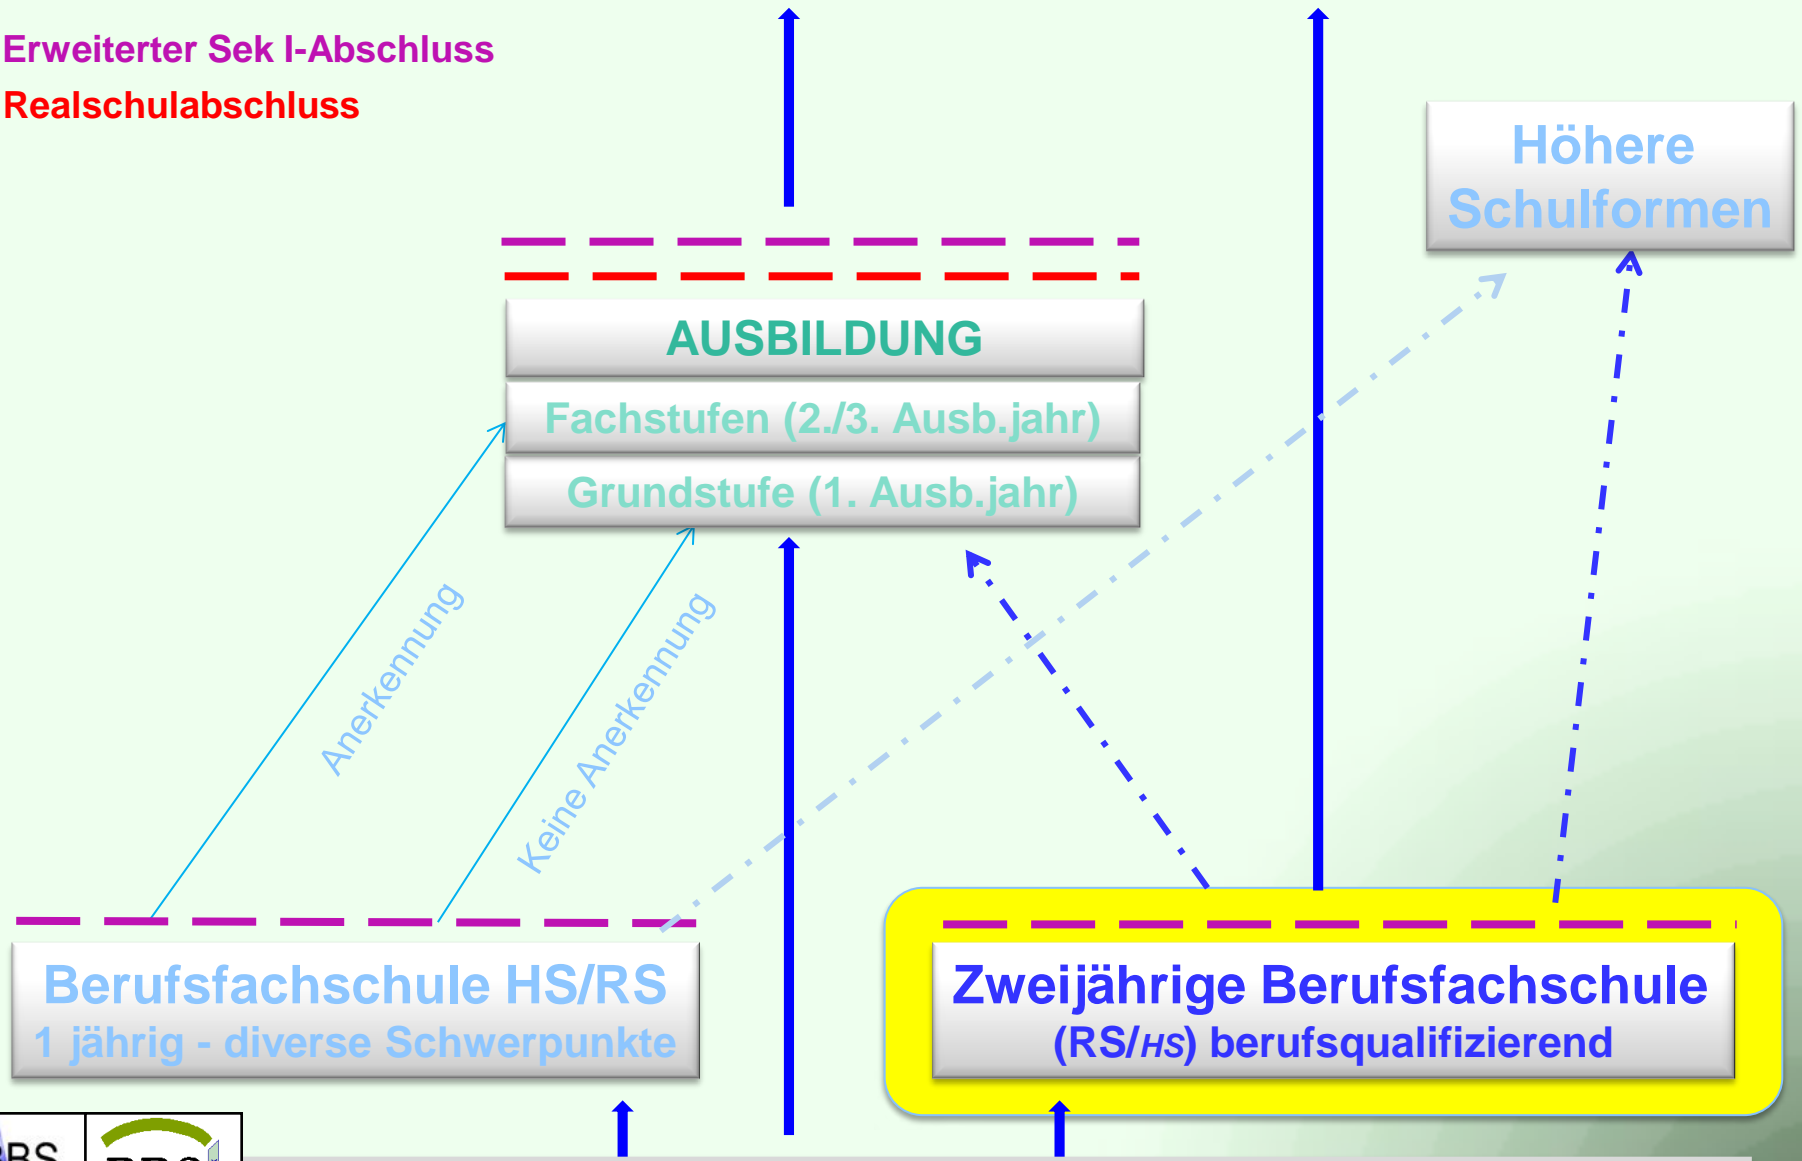 Erweiterter Sek I-Abschluss
Realschulabschluss
Höhere
Schulformen
AUSBILDUNG
Fachstufen (2./3. Ausb.jahr)
Grundstufe (1. Ausb.jahr)
Anerkennung
Keine Anerkennung
Berufsfachschule HS/RS
1 jährig - diverse Schwerpunkte
Zweijährige Berufsfachschule
(RS/HS) berufsqualifizierend